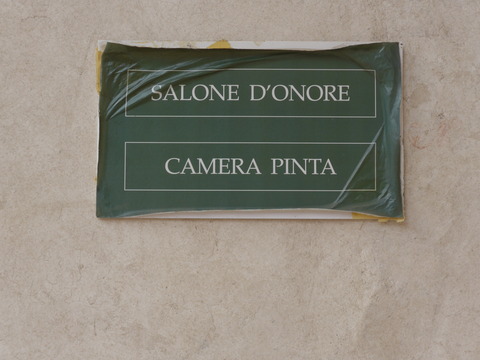 SALONE D'ONORE
CAMERA PINTA